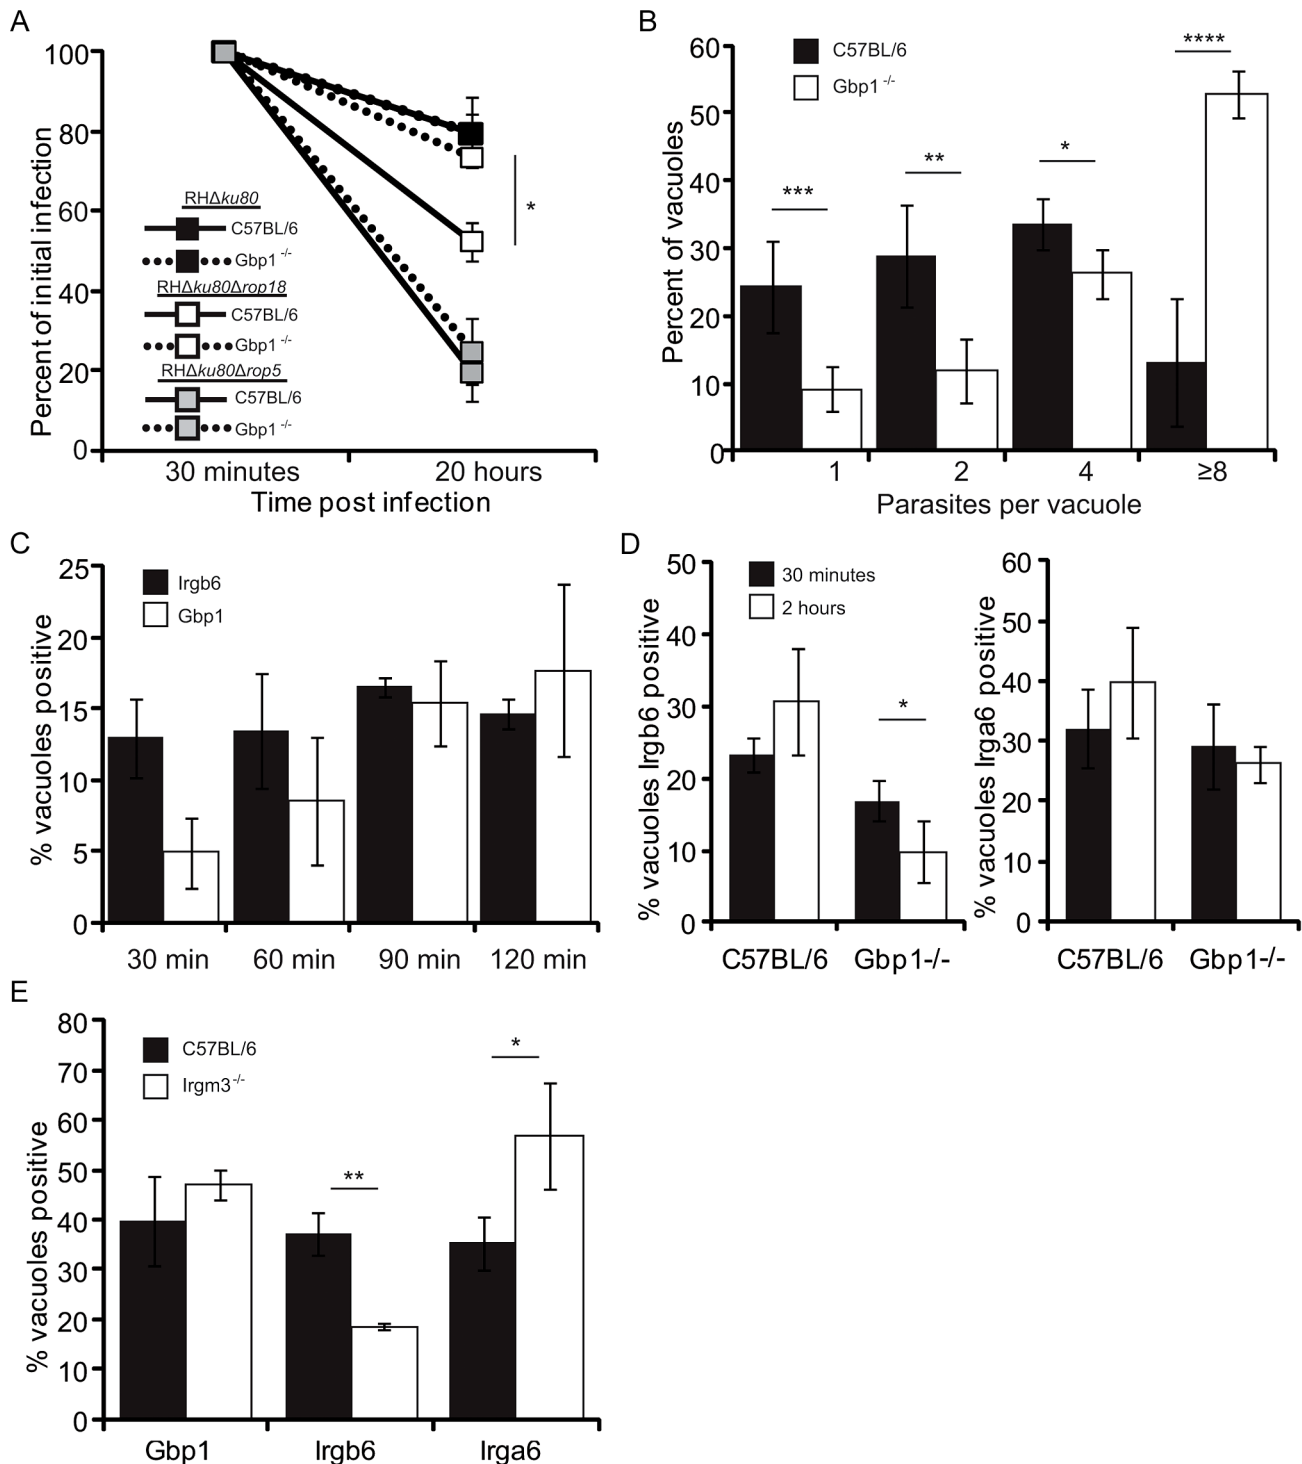 A
100
80
60
40
20
0
Percent of initial infection
RHΔku80
C57BL/6
Gbp1 -/-
RHΔku80Δrop18
C57BL/6
Gbp1 -/-
RHΔku80Δrop5
C57BL/6
Gbp1 -/-
*
30 minutes 20 hours
Time post infection
B
60
50
40
30
20
10
0
Percent of vacuoles
C57BL/6
Gbp1 -/-
*** ** * ****
1 2 4 ≥8
Parasites per vacuole
C
25
20
15
10
5
0
% vacuoles positive
Irgb6
Gbp1
30 min 60 min 90 min 120 min
D
50
40
30
20
10
0
% vacuoles Irgb6 positive
30 minutes
2 hours
*
C57BL/6 Gbp1-/-
60
50
40
30
20
10
0
% vacuoles Irga6 positive
C57BL/6 Gbp1-/-
E
80
70
60
50
40
30
20
10
0
% vacuoles positive
C57BL/6
Irgm3-/-
** *
Gbp1 Irgb6 Irga6